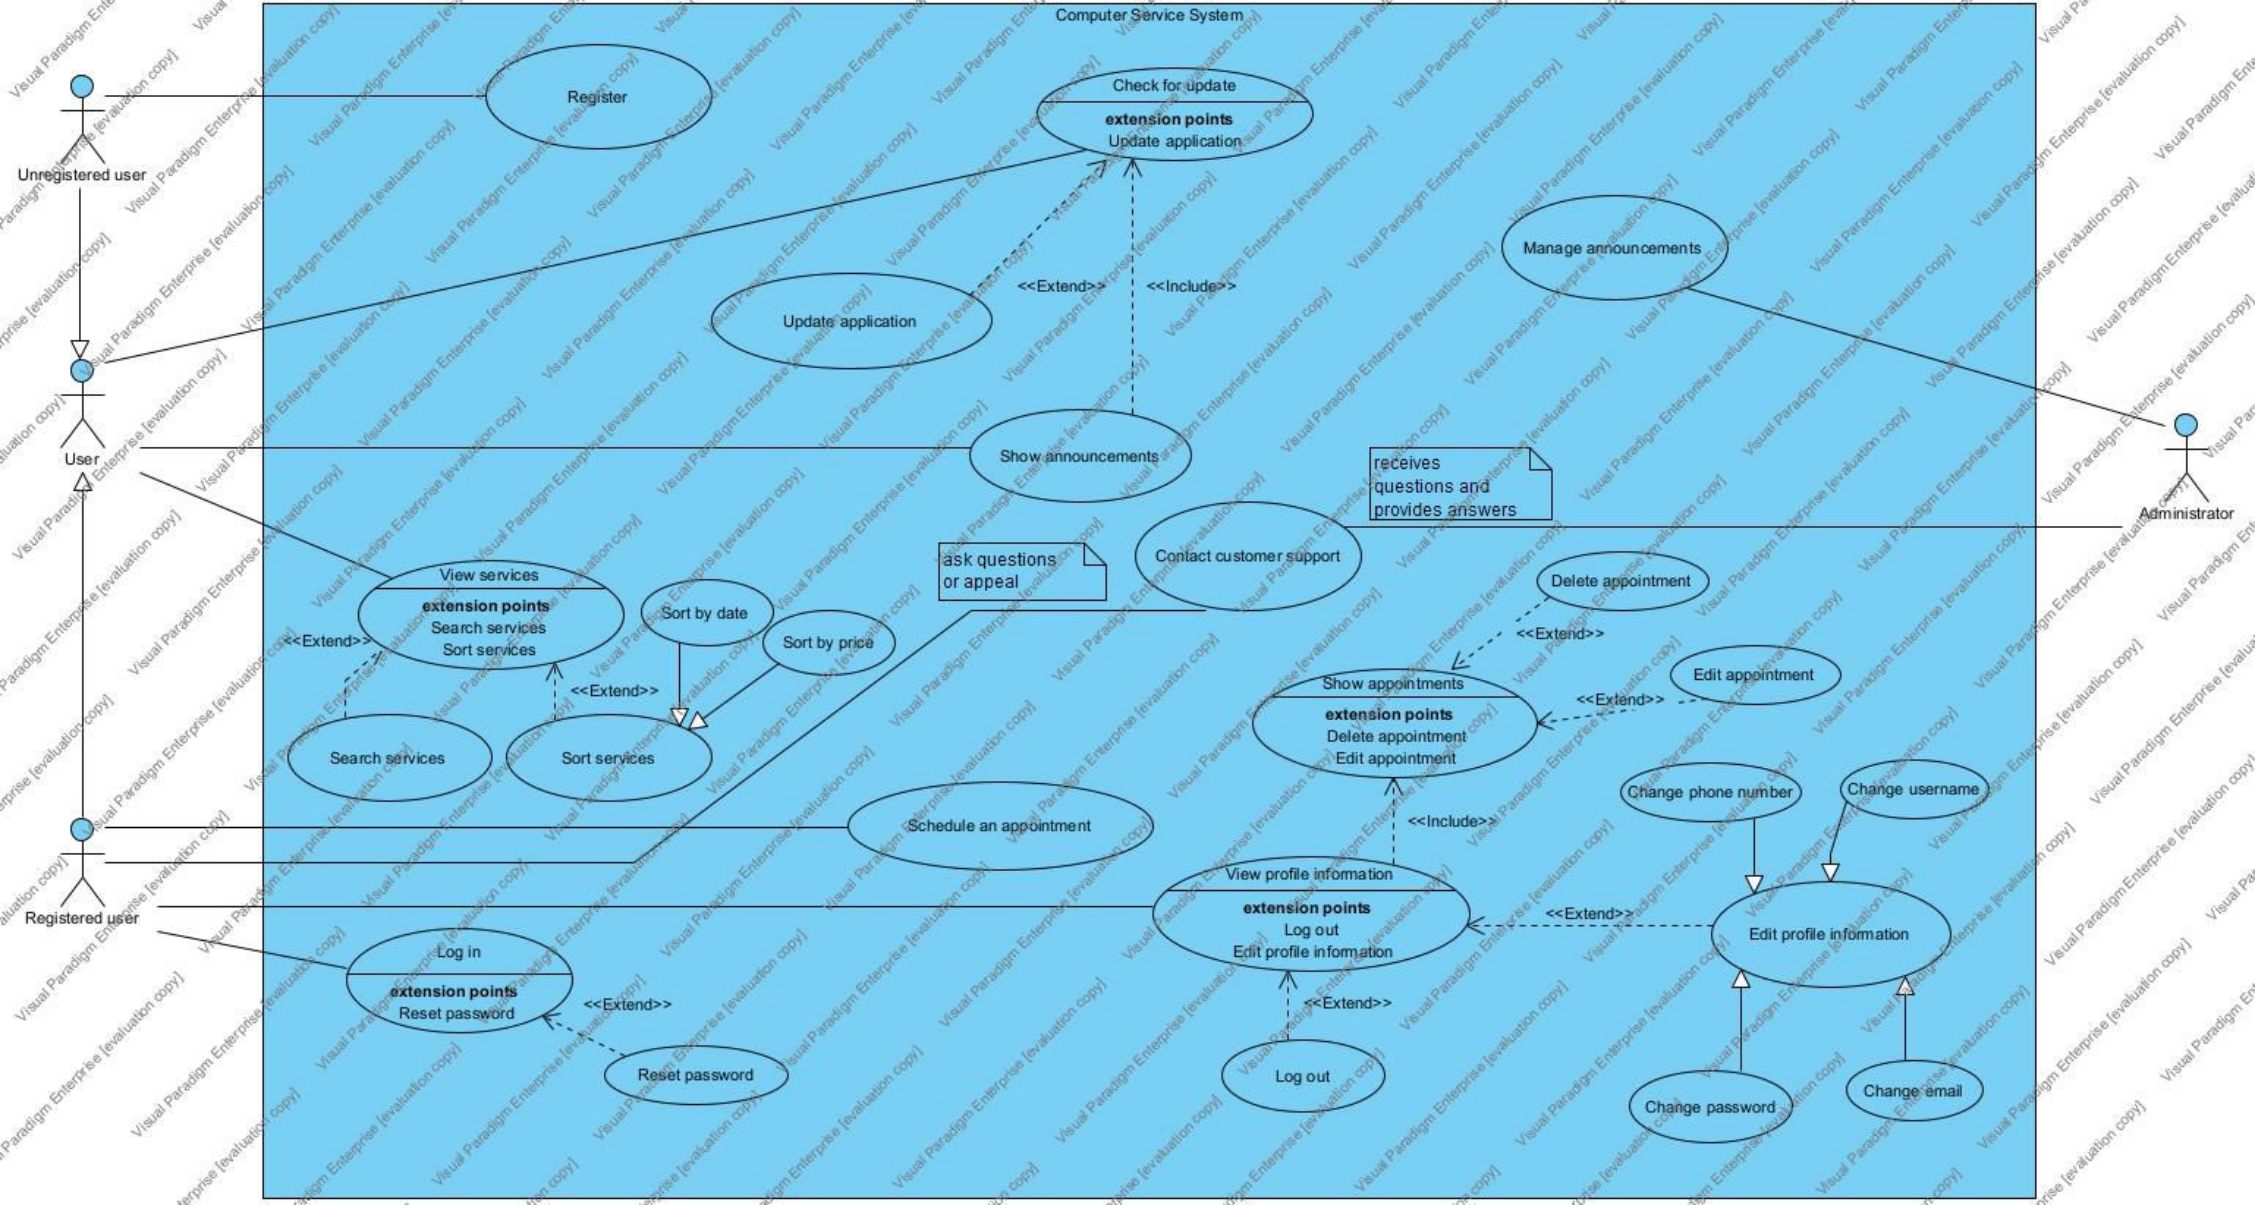 Computer Service System
Register
Check for update
extension points
Update application
Unregistered user
Manage announcements
<<Extend>>
<<Include>>
Update application
User
Show announcements
receives
questions and
provides answers
Administrator
ask questions
or appeal
Contact customer support
View services
extension points
Search services
Sort services
<<Extend>>
Sort by date
Sort by price
<<Extend>>
Search services
Sort services
Delete appointment
<<Extend>>
Edit appointment
Show appointments
extension points
Delete appointment
Edit appointment
<<Extend>>
Change phone number
Change username
<<Include>>
Schedule an appointment
Registered user
View profile information
extension points
Log out
Edit profile information
<<Extend>>
Edit profile information
Log in
extension points
Reset password
<<Extend>>
<<Extend>>
Reset password
Log out
Change password
Change email
Visual Paradigm Enterprise [evaluation copy]